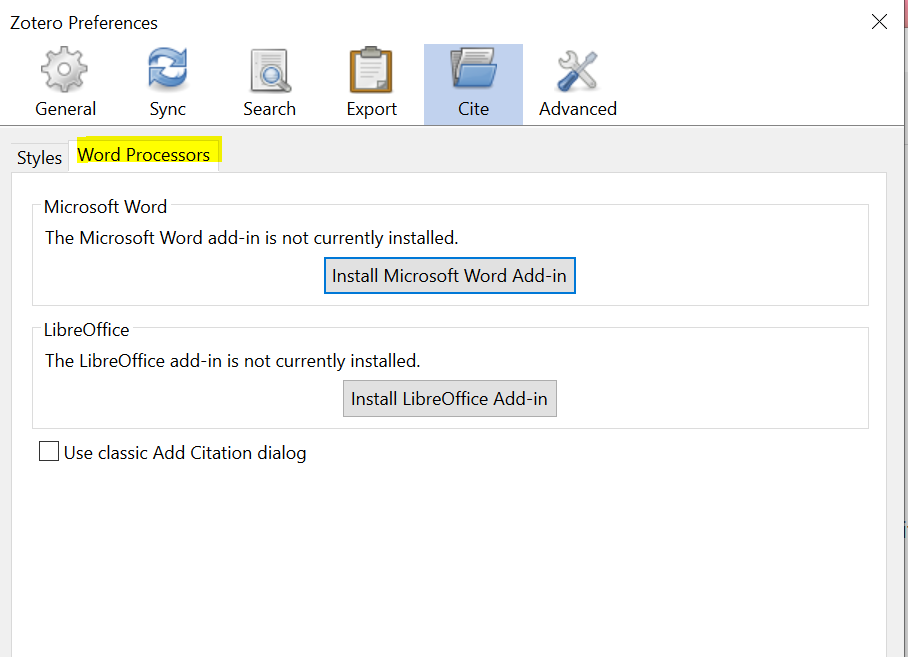 Zotero Preferences
General Sync Search Export Cite Advanced
Styles Word Processors
Microsoft Word
The Microsoft Word add-in is not currently installed.
Install Microsoft Word Add-in
LibreOffice
The LibreOffice add-in is not currently installed.
Install LibreOffice Add-in
Use classic Add Citation dialog